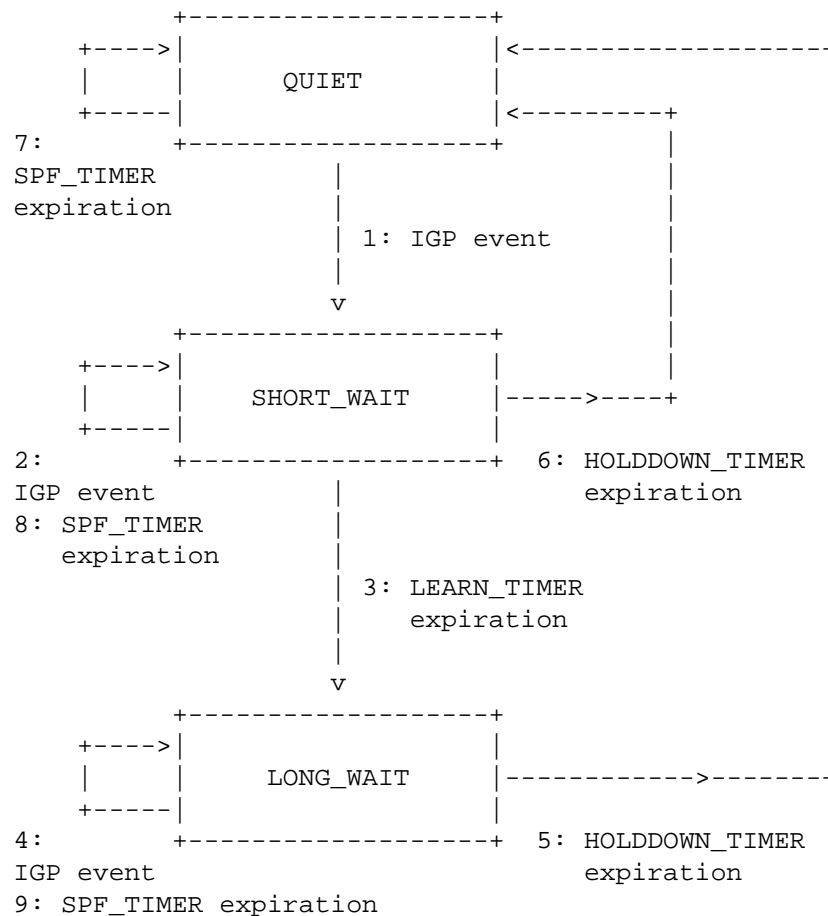 QUIET
7:
SPF_TIMER
expiration
1: IGP event
SHORT_WAIT
2:
6: HOLDDOWN_TIMER
IGP event
expiration
8: SPF_TIMER
expiration
3: LEARN_TIMER
expiration
LONG_WAIT
4:
5: HOLDDOWN_TIMER
IGP event
expiration
9: SPF_TIMER expiration